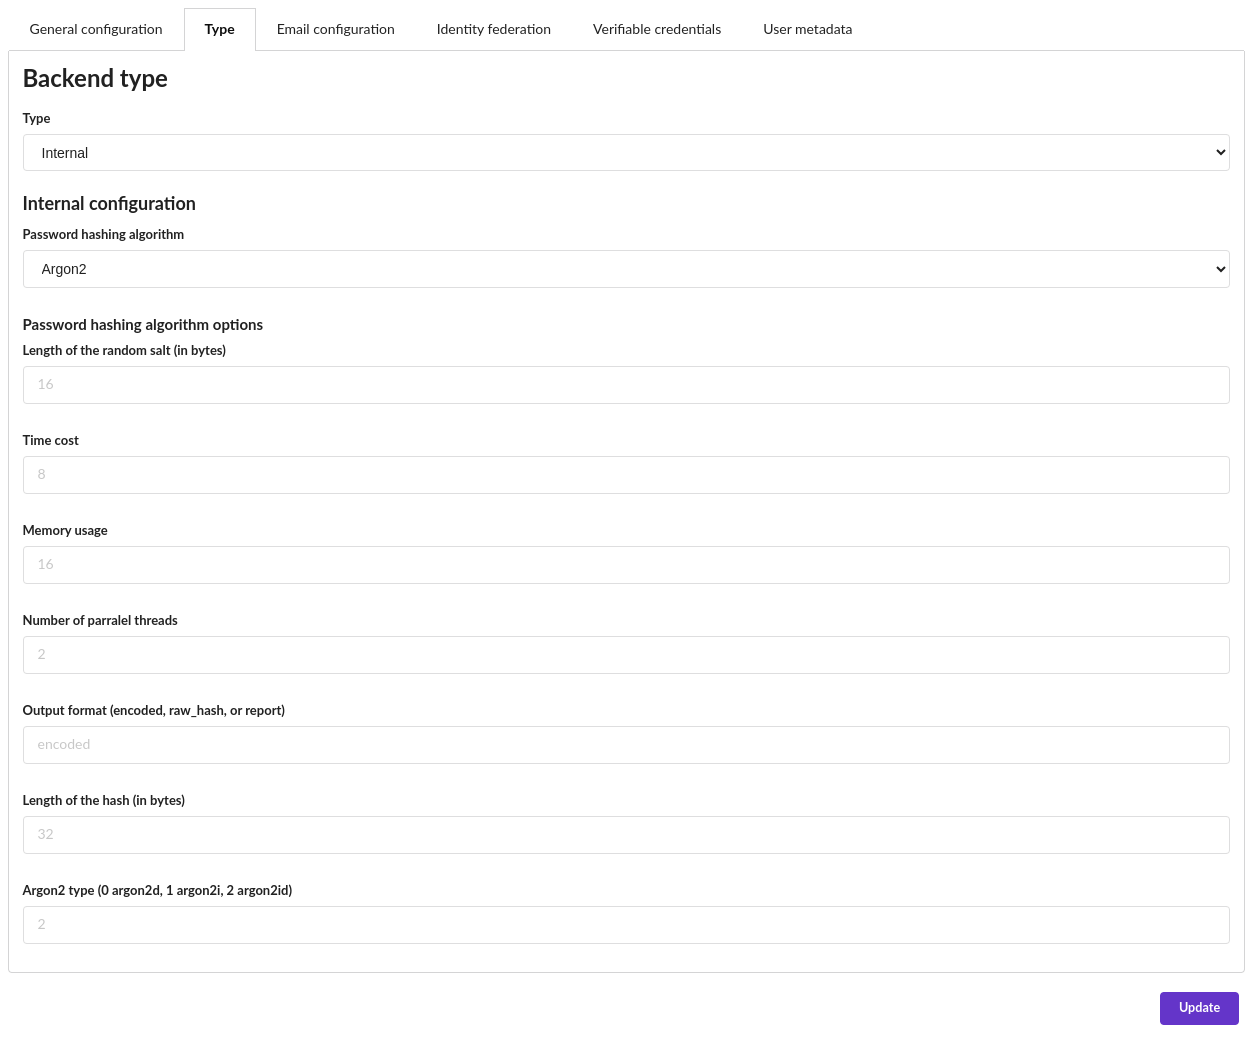 General configuration
Type
Email configuration
Identity federation
Verifiable credentials
User metadata
Backend type
Type
Internal
Internal configuration
Password hashing algorithm
Argon2
Password hashing algorithm options
Length of the random salt (in bytes)
16
Time cost
8
Memory usage
16
Number of parralel threads
2
Output format (encoded, raw_hash, or report)
encoded
Length of the hash (in bytes)
32
Argon2 type (0 argon2d, 1 argon2i, 2 argon2id)
2
Update